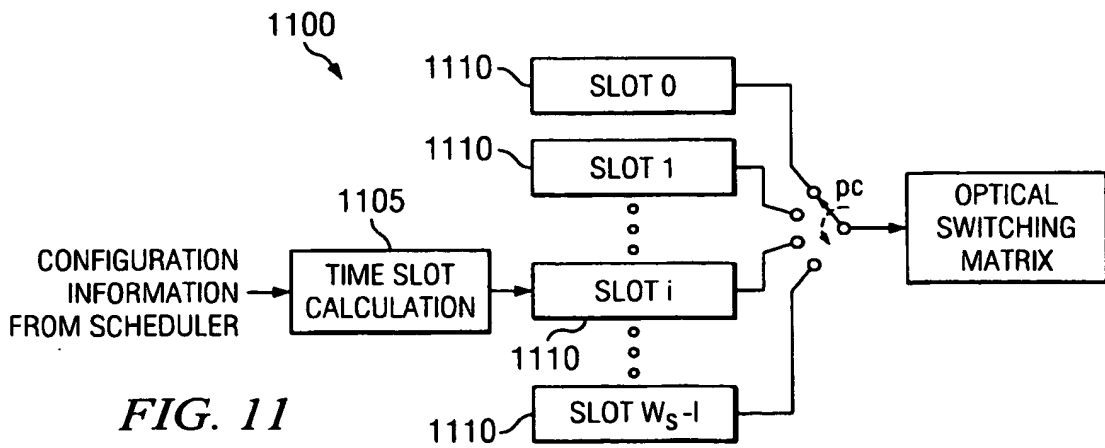 1100
1110
SLOT 0
1110
SLOT 1
pc
OPTICAL
SWITCHING
MATRIX
1105
CONFIGURATION
INFORMATION
FROM SCHEDULER
TIME SLOT
CALCULATION
SLOT i
1110
SLOT WS-I
1110
FIG. 11